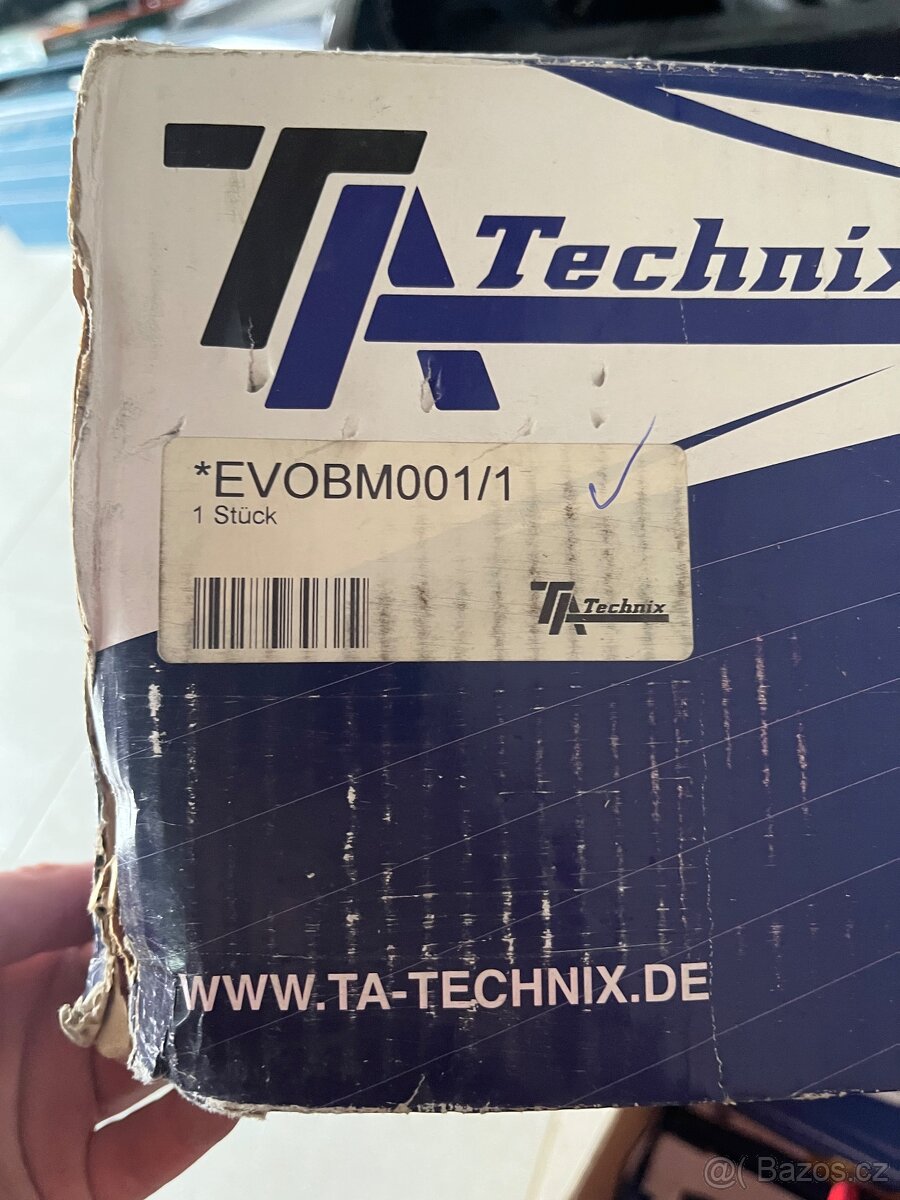 TA Technix
*EVOBM001/1
1 Stück
TA Technix
WWW.TA-TECHNIX.DE
@( Bazos.cz